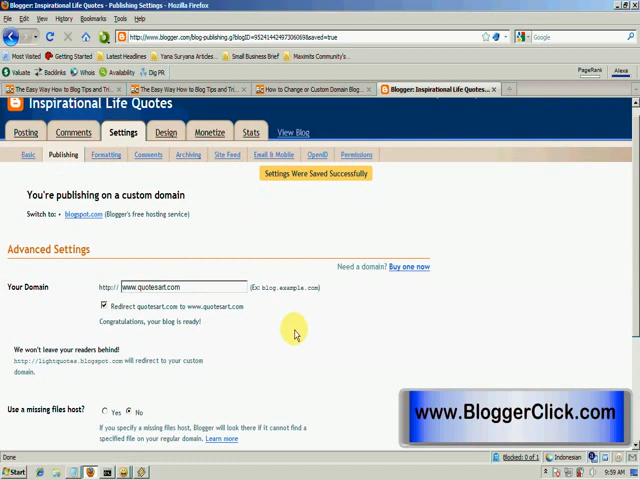 Blogger: Inspirational Life Quotes - Publishing Settings - Mozilla Firefox
File Edit View History Bookmarks Tools Help
http://www.blogger.com/blog-publishing.g?blogID=952414424973060698&saved=true
Google
Most Visited Getting Started Latest Headlines Yana Suryana Articles... Small Business Brief Maximits Community...
Valuate Backlinks Whois Availability Dig PR
PageRank Alexa
The Easy Way How to Blog Tips and Tri... The Easy Way How to Blog Tips and Tri... How to Change or Custom Domain Blog... Blogger: Inspirational Life Quotes...
Inspirational Life Quotes
Posting Comments Settings Design Monetize Stats View Blog
Basic Publishing Formatting Comments Archiving Site Feed Email & Mobile OpenID Permissions
Settings Were Saved Successfully
You're publishing on a custom domain
Switch to: • blogspot.com (Blogger's free hosting service)
Advanced Settings
Need a domain? Buy one now
Your Domain http:// www.quotesart.com (Ex: blog.example.com)
Redirect quotesart.com to www.quotesart.com
Congratulations, your blog is ready!
We won't leave your readers behind!
http://lightquotes.blogspot.com will redirect to your custom
domain.
www.BloggerClick.com
Use a missing files host? Yes No
If you specify a missing files host, Blogger will look there if it cannot find a
specified file on your regular domain. Learn more
Done Blocked: 0 of 1 Indonesian
Start 9:59 AM